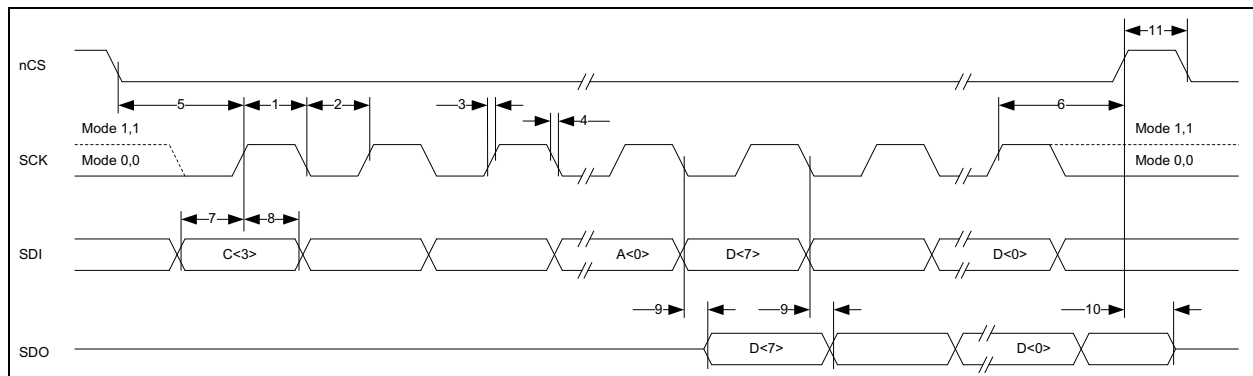 11
nCS
5
1
2
3
4
6
Mode 1,1
Mode 1,1
SCK
Mode 0,0
Mode 0,0
7
8
SDI
C<3>
A<0>
D<7>
D<0>
9
9
10
SDO
D<7>
D<0>